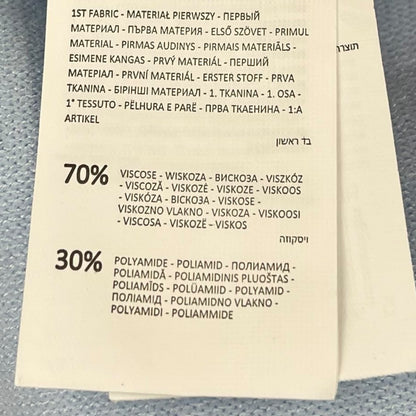 1ST FABRIC - MATERIAŁ PIERWSZY - ПЕРВЫЙ
МАТЕРИАЛ - ПЪРВА МАТЕРИЯ - ELSŐ SZÖVET - PRIMUL
MATERIAL - PIRMAS AUDINYS - PIRMAIS MATERIĀLS -
ESIMENE KANGAS - PRVÝ MATERIÁL - ПЕРШИЙ
МАТЕРІАЛ - PRVNÍ MATERIÁL - ERSTER STOFF - PRVA
TKANINA - БІРІНШІ МАТЕРИАЛ - 1. TKANINA - 1. OSA -
1° TESSUTO - PËLHURA E PARË - ПРВА ТКАЕНИНА - 1:A
ARTIKEL
בד ראשון
70% VISCOSE - WISKOZA - ВИСКОЗА - VISZKÓZ
- VISCOZĂ - VISKOZĖ - VISKOZE - VISKOOS
- VISKÓZA - ВІСКОЗА - VISKOSE -
VISKOZNO VLAKNO - VISKOZA - VISKOOSI
- VISCOSA - VISKOZË - VISKOS
ויסקוזה
30% POLYAMIDE - POLIAMID - ПОЛИАМИД -
POLIAMIDĂ - POLIAMIDINIS PLUOŠTAS -
POLIAMĪDS - POLÜAMIID - POLYAMID -
ПОЛІАМІД - POLIAMIDNO VLAKNO -
POLYAMIDI - POLIAMMIDE
תוצרת